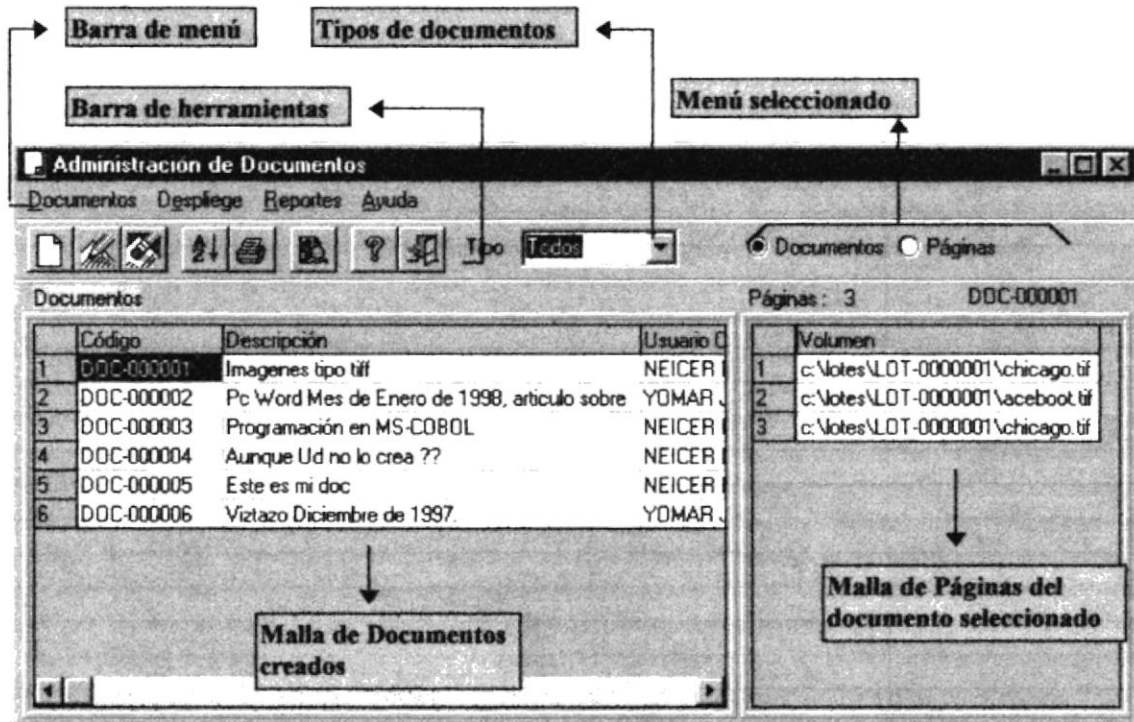 Barra de menú
Tipos de documentos
Barra de herramientas
Menú seleccionado
Administración de Documentos
Documentos Despliege Reportes Ayuda
Tipo Todos Documentos Páginas
Documentos
Páginas: 3 DOC-000001
Código Descripción Usuario C
1 DOC-000001 Imagenes tipo tiff NEICER
2 DOC-000002 Pc Word Mes de Enero de 1998, articulo sobre YOMAR J
3 DOC-000003 Programación en MS-COBOL NEICER
4 DOC-000004 Aunque Ud no lo crea ?? NEICER
5 DOC-000005 Este es mi doc NEICER
6 DOC-000006 Viztazo Diciembre de 1997. YOMAR J
Volumen
1 c:\lotes\LOT-0000001\chicago.tif
2 c:\lotes\LOT-0000001\aceboot.tif
3 c:\lotes\LOT-0000001\chicago.tif
Malla de Documentos
creados
Malla de Páginas del
documento seleccionado